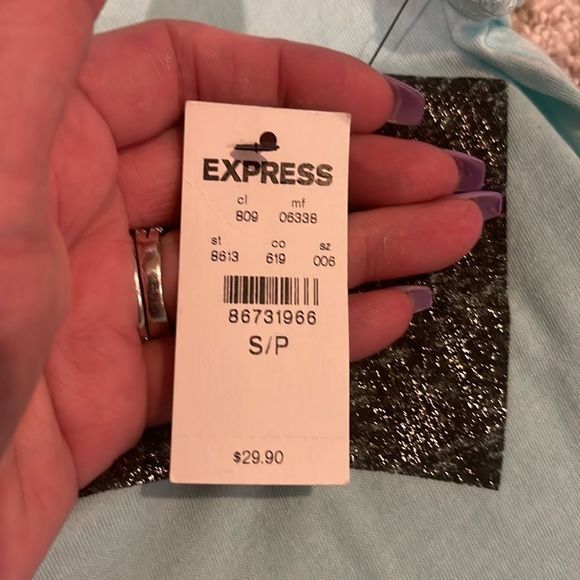 EXPRESS
cl mf
809 06338
st co sz
8613 619 006
86731966
S/P
$29.90